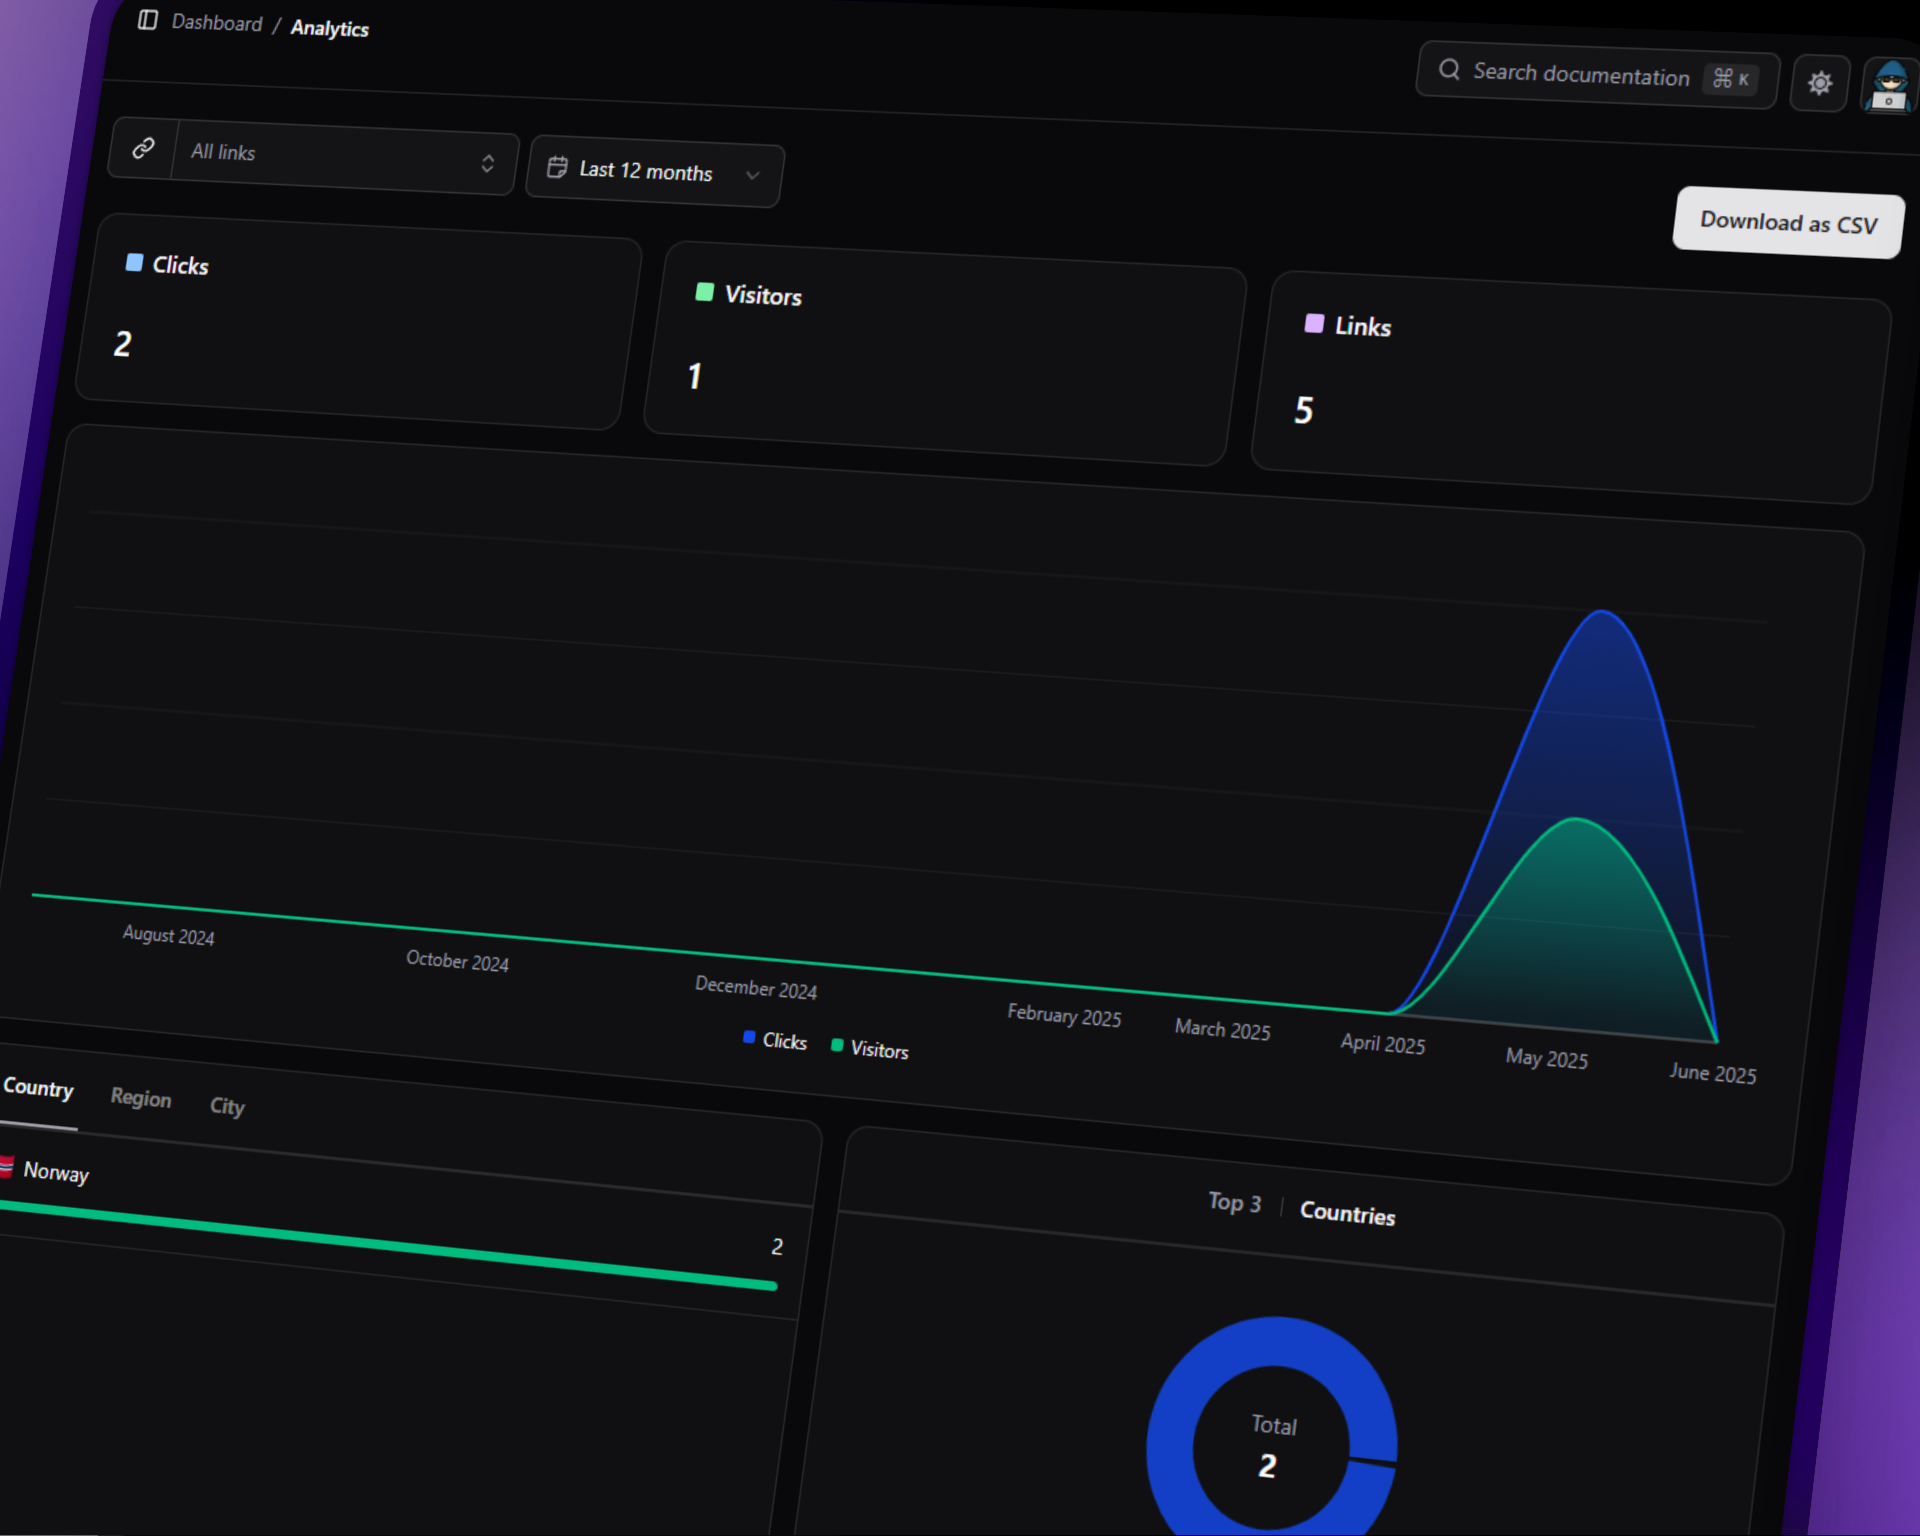 Dashboard / Analytics
Search documentation ⌘ K
All links
Last 12 months
Download as CSV
Clicks
2
Visitors
1
Links
5
August 2024
October 2024
December 2024
February 2025
March 2025
April 2025
May 2025
June 2025
Clicks
Visitors
Country
Region
City
Norway
2
Top 3 | Countries
Total
2